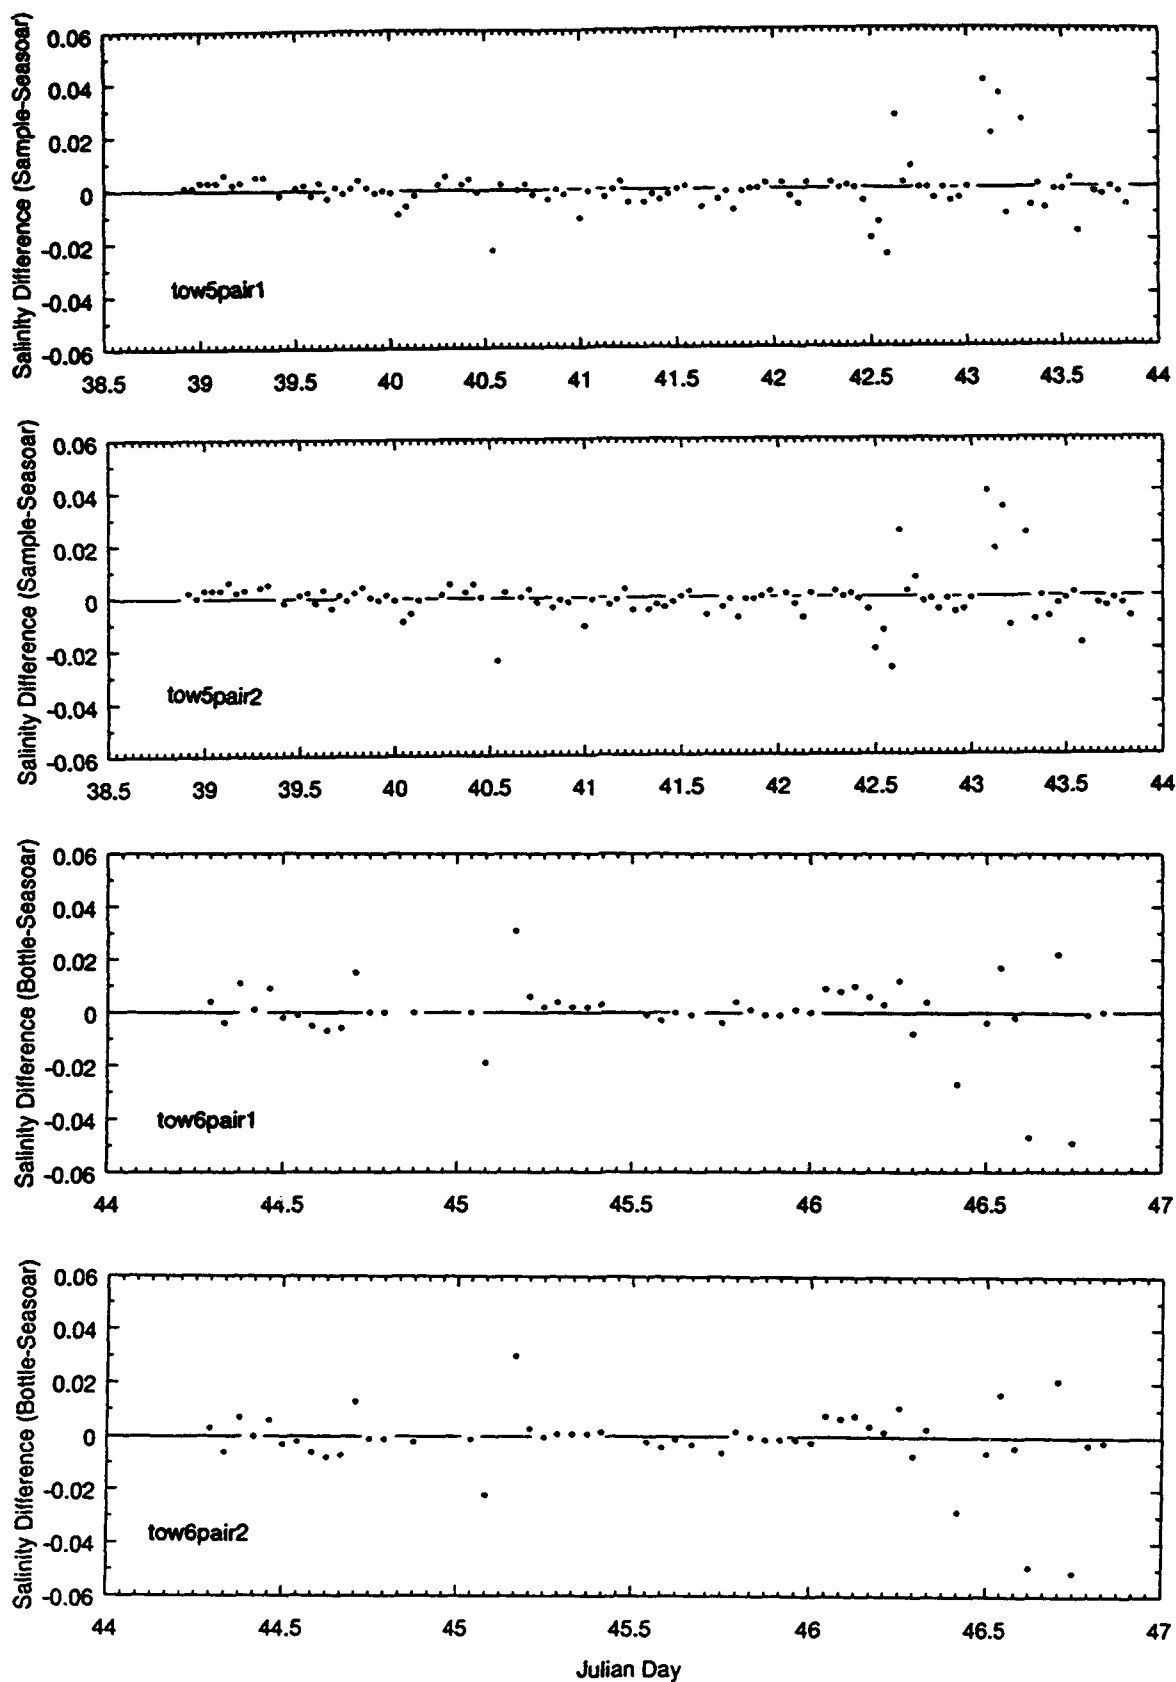 Salinity Difference (Sample-Seasoar)
0.06
0.04
0.02
0
-0.02
-0.04
-0.06
tow5pair1
38.5 39 39.5 40 40.5 41 41.5 42 42.5 43 43.5 44
Salinity Difference (Sample-Seasoar)
0.06
0.04
0.02
0
-0.02
-0.04
-0.06
tow5pair2
38.5 39 39.5 40 40.5 41 41.5 42 42.5 43 43.5 44
Salinity Difference (Bottle-Seasoar)
0.06
0.04
0.02
0
-0.02
-0.04
-0.06
tow6pair1
44 44.5 45 45.5 46 46.5 47
Salinity Difference (Bottle-Seasoar)
0.06
0.04
0.02
0
-0.02
-0.04
-0.06
tow6pair2
44 44.5 45 45.5 46 46.5 47
Julian Day